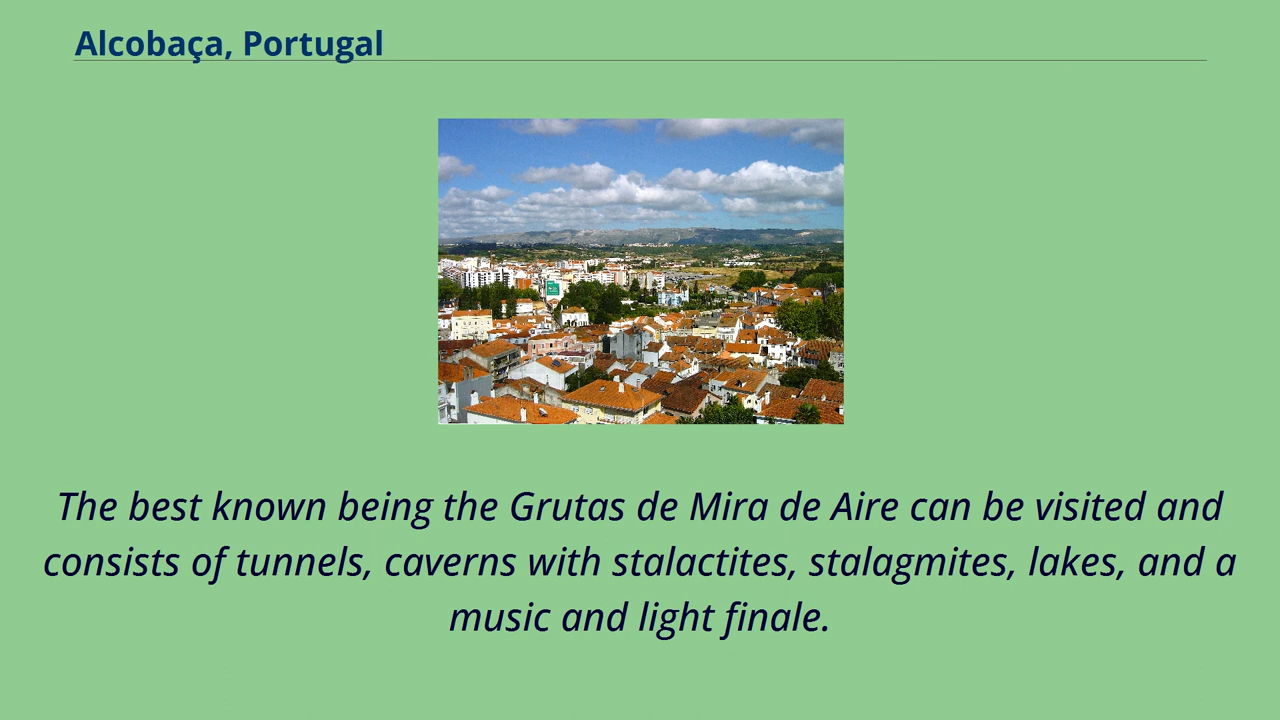 Alcobaça, Portugal
The best known being the Grutas de Mira de Aire can be visited and
consists of tunnels, caverns with stalactites, stalagmites, lakes, and a
music and light finale.